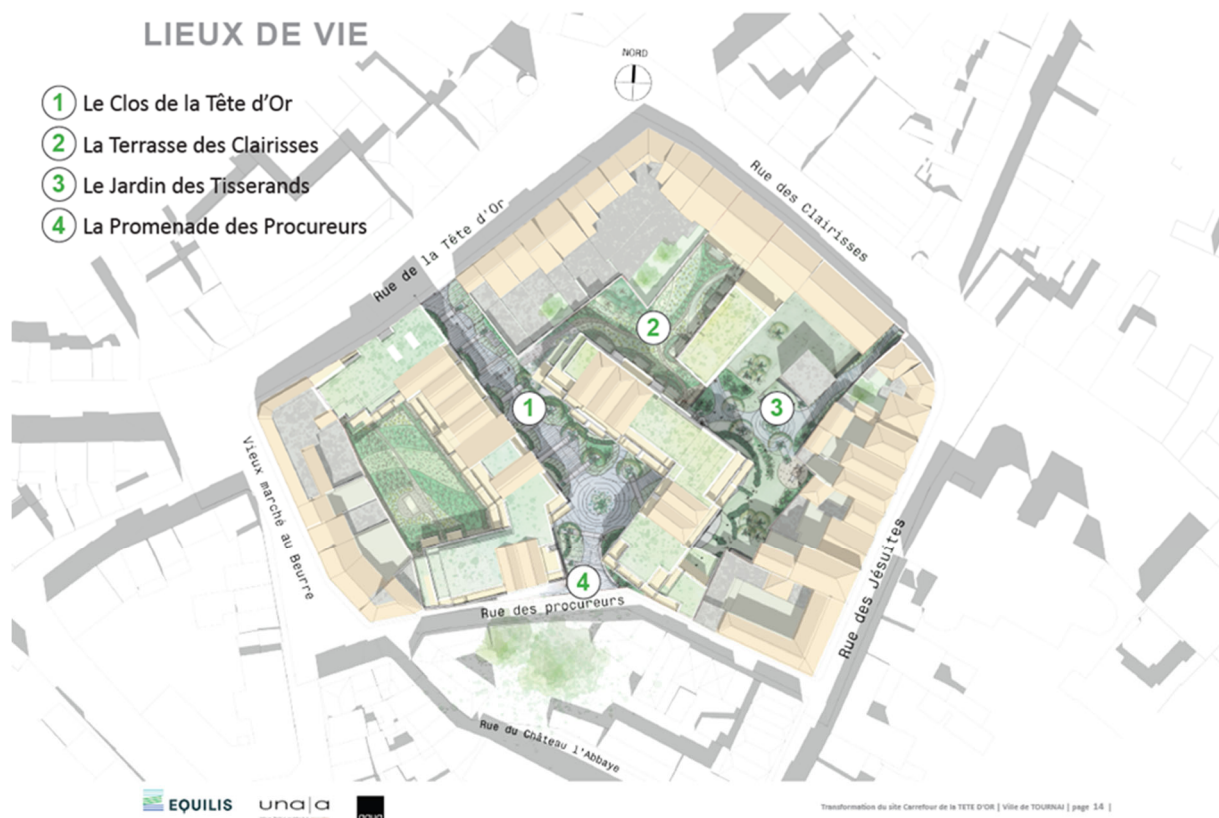 LIEUX DE VIE
NORD
1 Le Clos de la Tête d'Or
2 La Terrasse des Clairisses
3 Le Jardin des Tisserands
4 La Promenade des Procureurs
Rue de la Tête d'Or
Rue des Clairisses
2
1
3
Vieux marché au Beurre
4
Rue des procureurs
Rue des Jésuites
Rue du Château l'Abbaye
EQUILIS
una|a
Transformation du site Carrefour de la TETE D'OR | Ville de TOURNAI | page 14 |